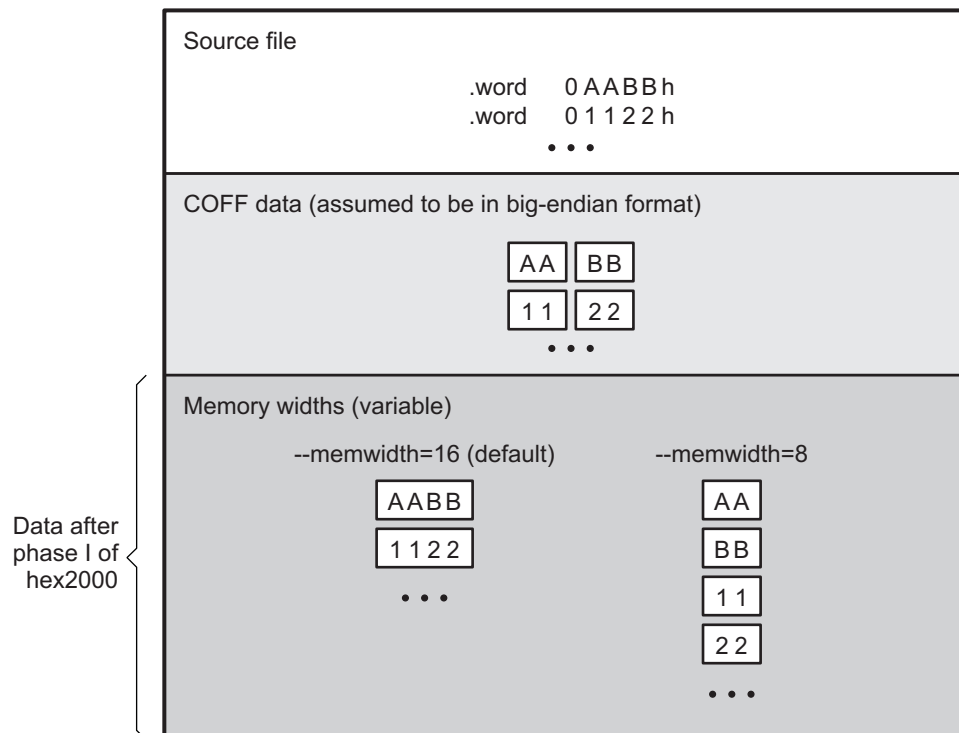 Source file
.word 0AABBh
.word 01122h
• • •
COFF data (assumed to be in big-endian format)
AA BB
11 22
• • •
Data after
phase I of
hex2000
Memory widths (variable)
--memwidth=16 (default)
AABB
1122
• • •
--memwidth=8
AA
BB
11
22
• • •